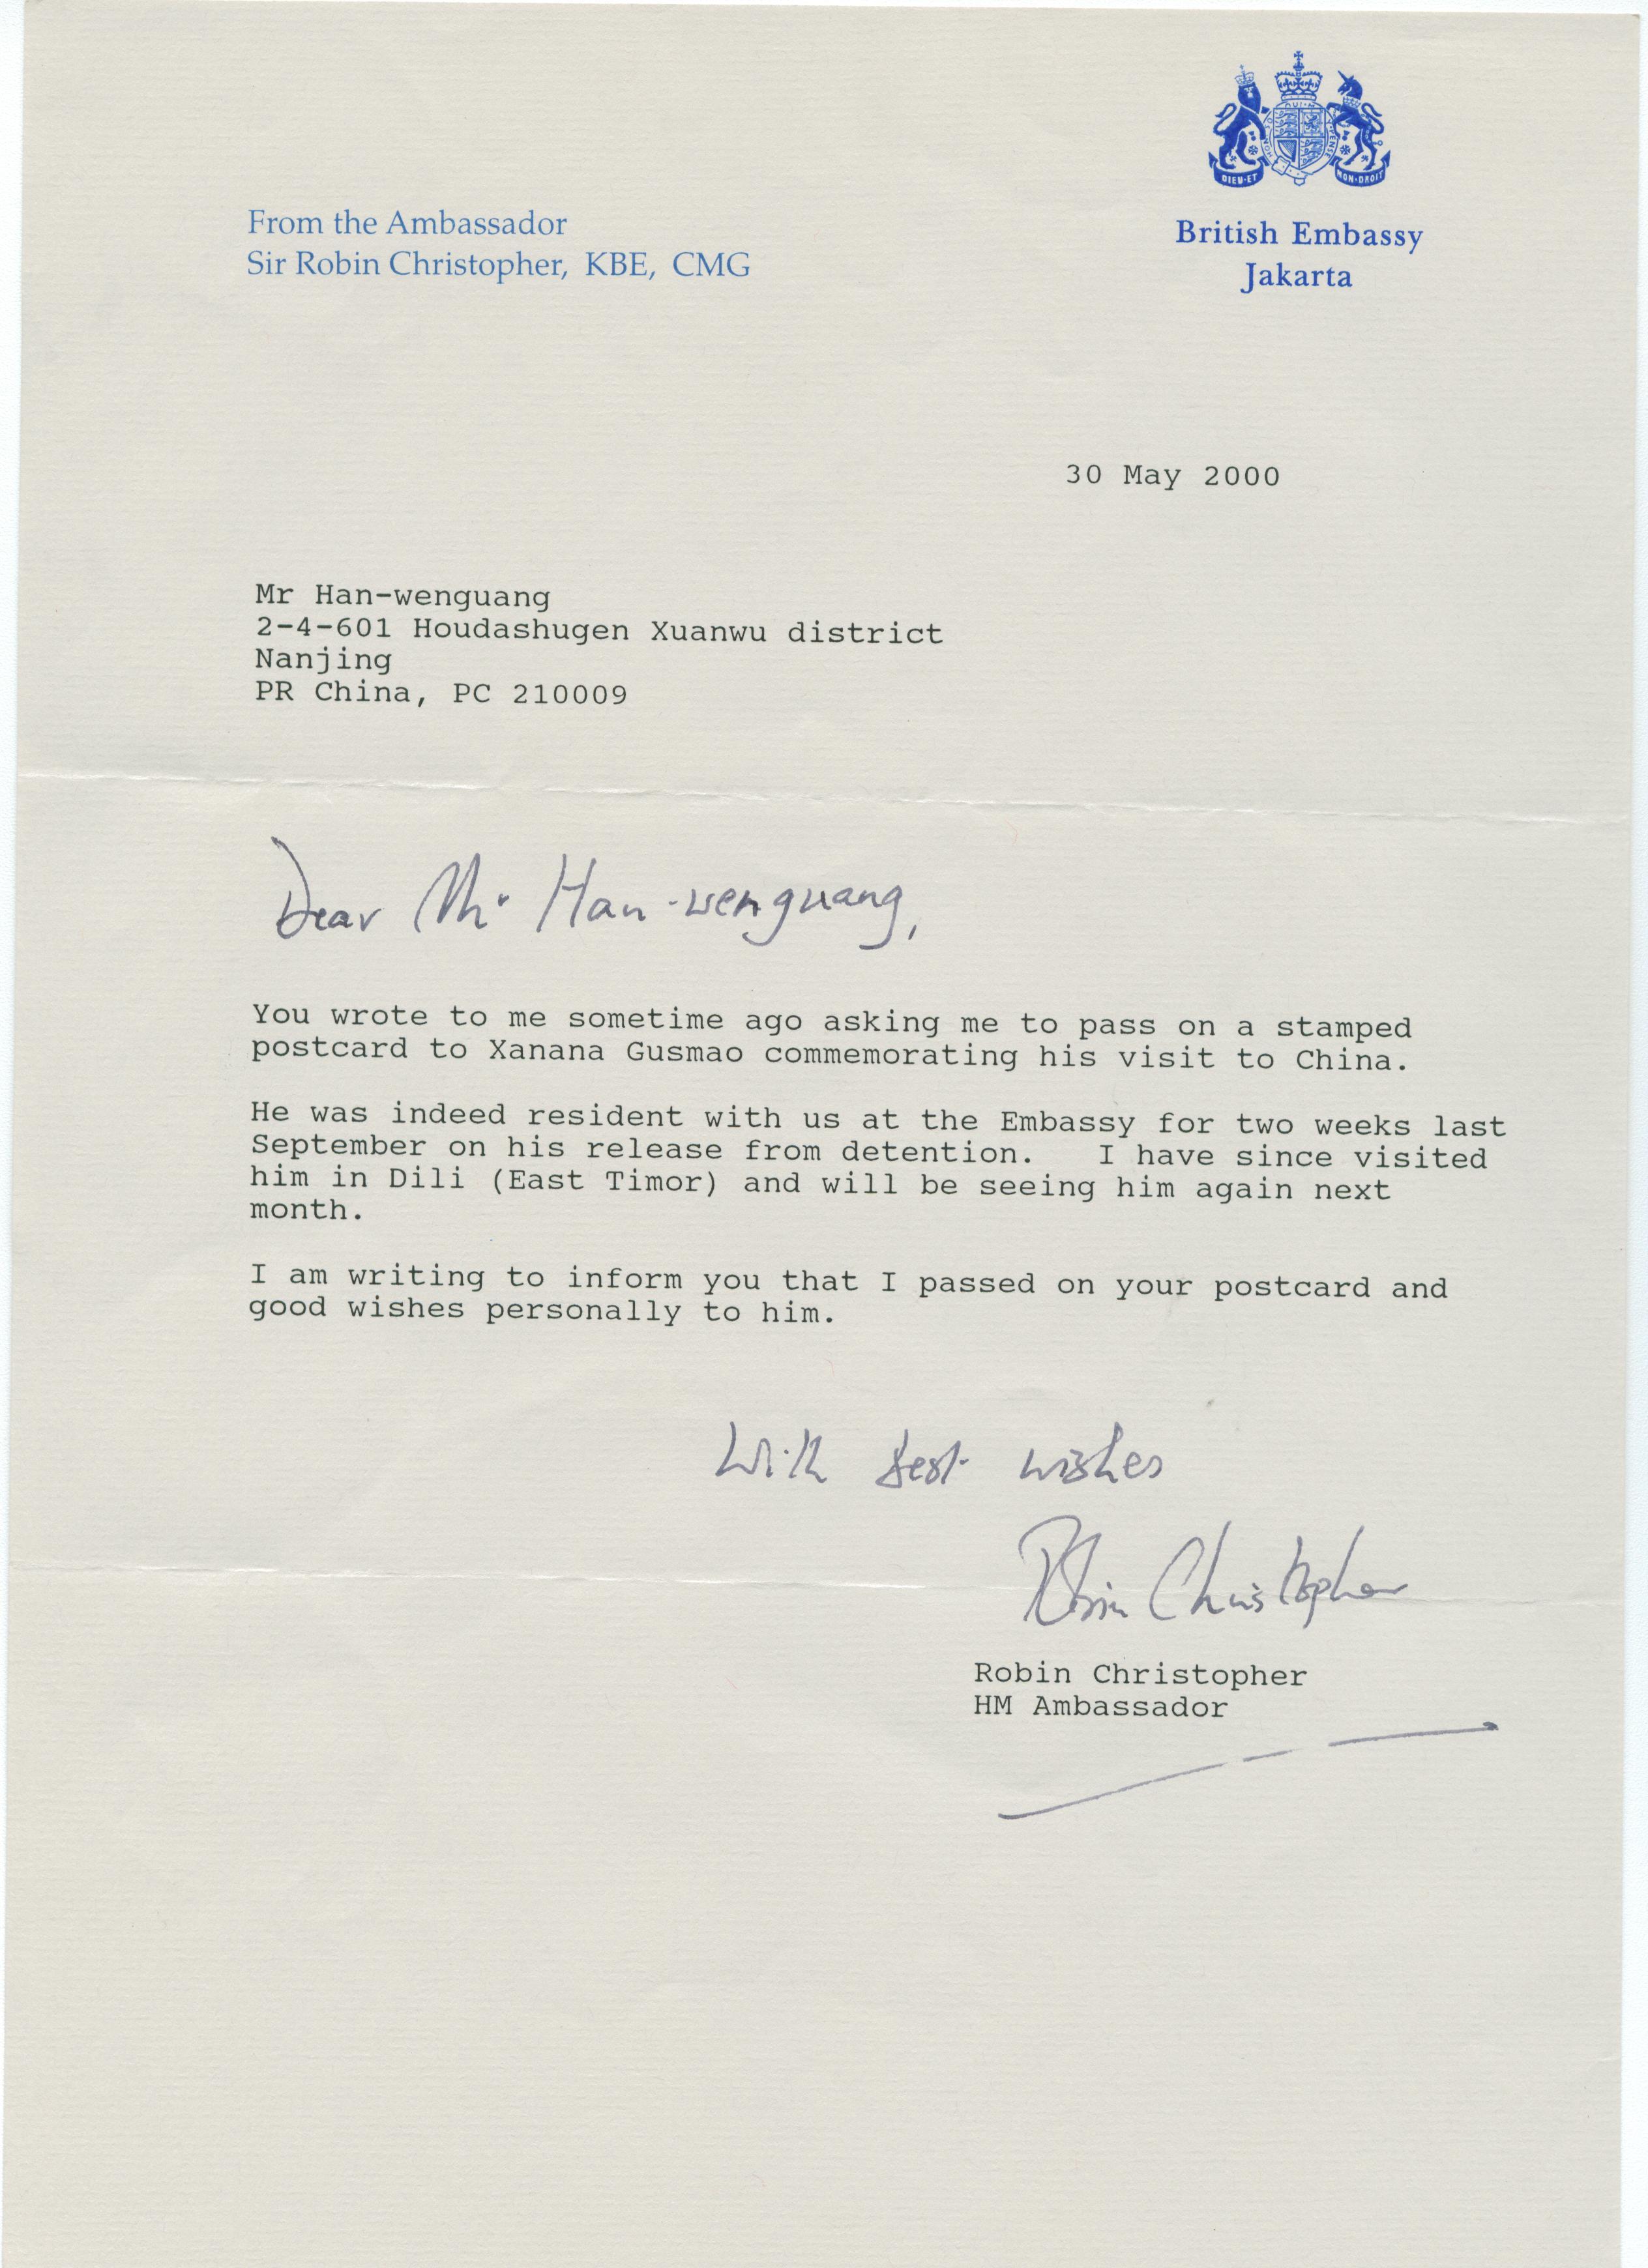 DIEU·ET
MON·DROIT
British Embassy
Jakarta
From the Ambassador
Sir Robin Christopher, KBE, CMG
30 May 2000
Mr Han-wenguang
2-4-601 Houdashugen Xuanwu district
Nanjing
PR China, PC 210009
Dear Mr Han-wenguang,
You wrote to me sometime ago asking me to pass on a stamped
postcard to Xanana Gusmao commemorating his visit to China.
He was indeed resident with us at the Embassy for two weeks last
September on his release from detention. I have since visited
him in Dili (East Timor) and will be seeing him again next
month.
I am writing to inform you that I passed on your postcard and
good wishes personally to him.
With best wishes
Robin Christopher
Robin Christopher
HM Ambassador